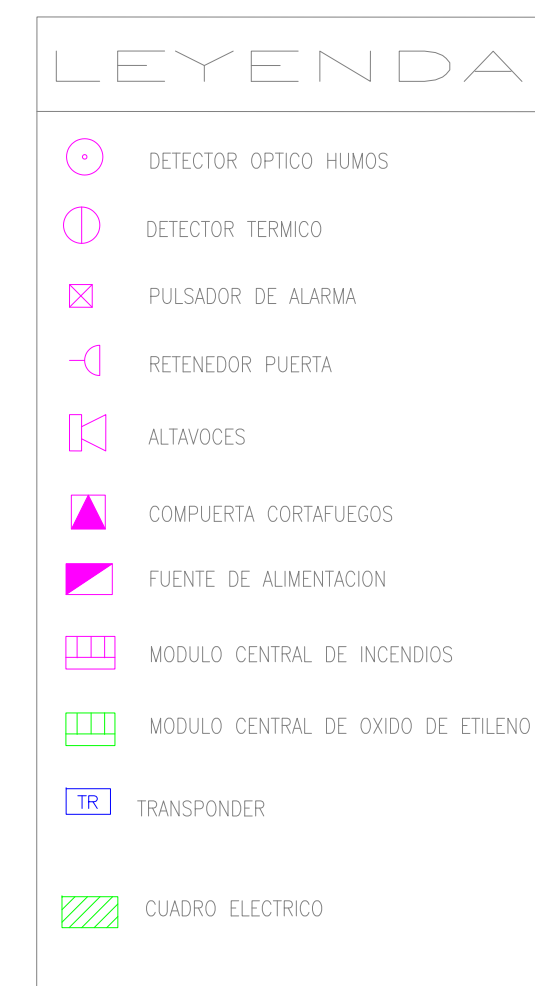 LEYENDA
DETECTOR OPTICO HUMOS
DETECTOR TERMICO
PULSADOR DE ALARMA
RETENEDOR PUERTA
ALTAVOCES
COMPUERTA CORTAFUEGOS
FUENTE DE ALIMENTACION
MODULO CENTRAL DE INCENDIOS
MODULO CENTRAL DE OXIDO DE ETILENO
TR TRANSPONDER
CUADRO ELECTRICO